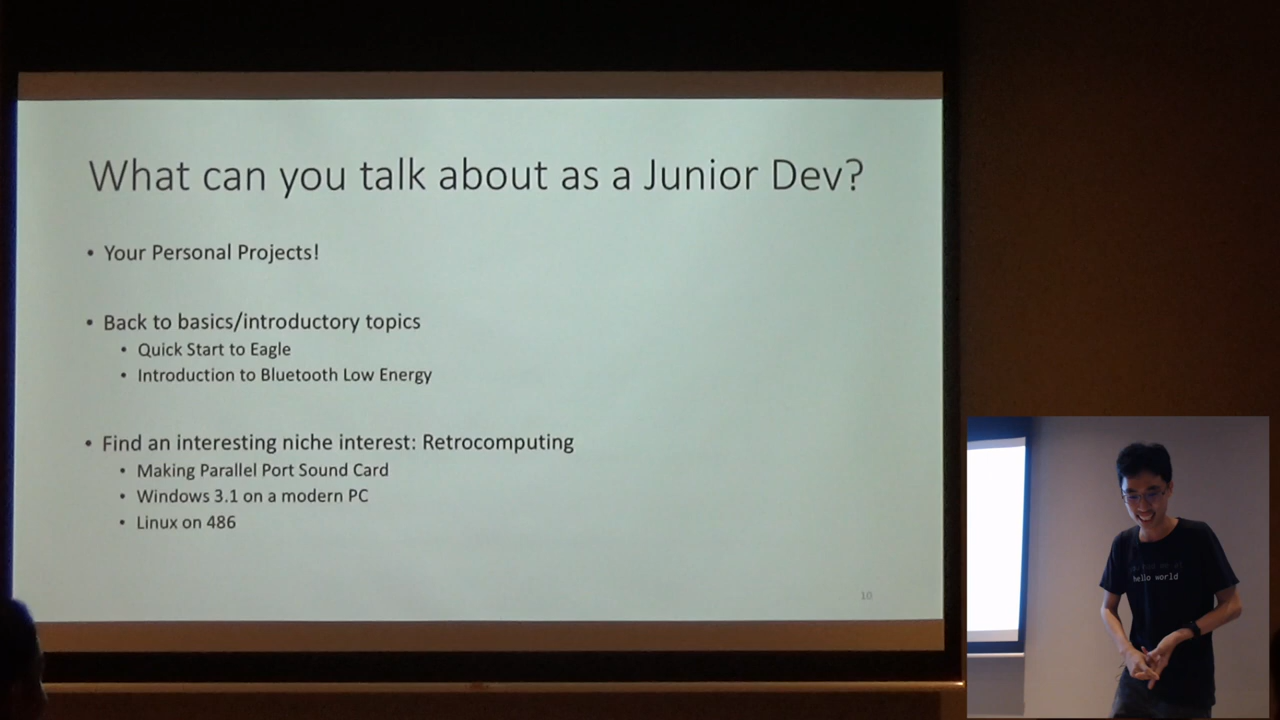 What can you talk about as a Junior Dev?
• Your Personal Projects!
• Back to basics/introductory topics
• Quick Start to Eagle
• Introduction to Bluetooth Low Energy
• Find an interesting niche interest: Retrocomputing
• Making Parallel Port Sound Card
• Windows 3.1 on a modern PC
• Linux on 486
10
hello world